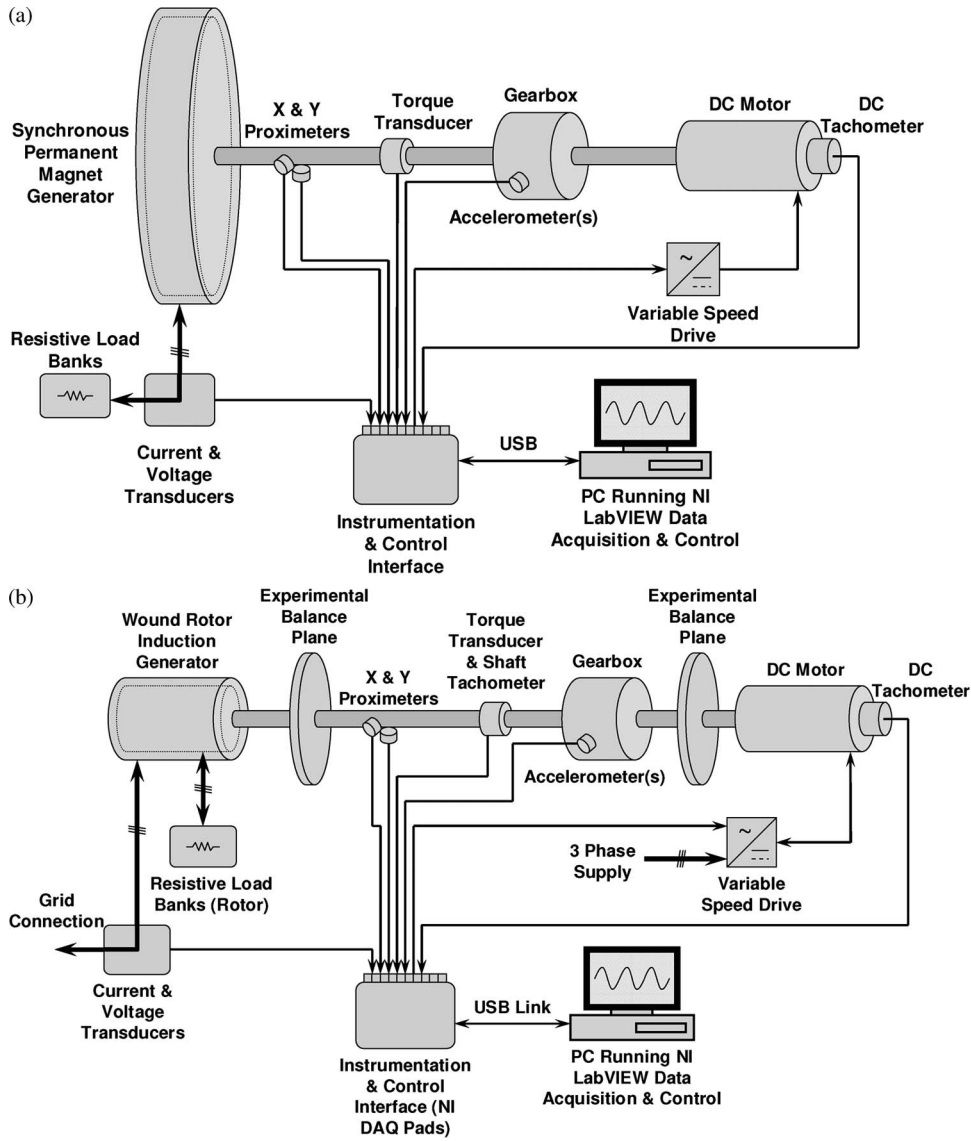 (a)
X & Y
Proximeters
Torque
Transducer
Gearbox
DC Motor
DC
Tachometer
Synchronous
Permanent
Magnet
Generator
Accelerometer(s)
~
Variable Speed
Drive
Resistive Load
Banks
Current &
Voltage
Transducers
USB
Instrumentation
& Control
Interface
PC Running NI
LabVIEW Data
Acquisition & Control
(b)
Wound Rotor
Induction
Generator
Experimental
Balance
Plane
X & Y
Proximeters
Torque
Transducer
& Shaft
Tachometer
Gearbox
Experimental
Balance
Plane
DC Motor
DC
Tachometer
Accelerometer(s)
~
3 Phase
Supply
Variable
Speed Drive
Resistive Load
Banks (Rotor)
Grid
Connection
Current &
Voltage
Transducers
USB Link
Instrumentation
& Control
Interface (NI
DAQ Pads)
PC Running NI
LabVIEW Data
Acquisition & Control